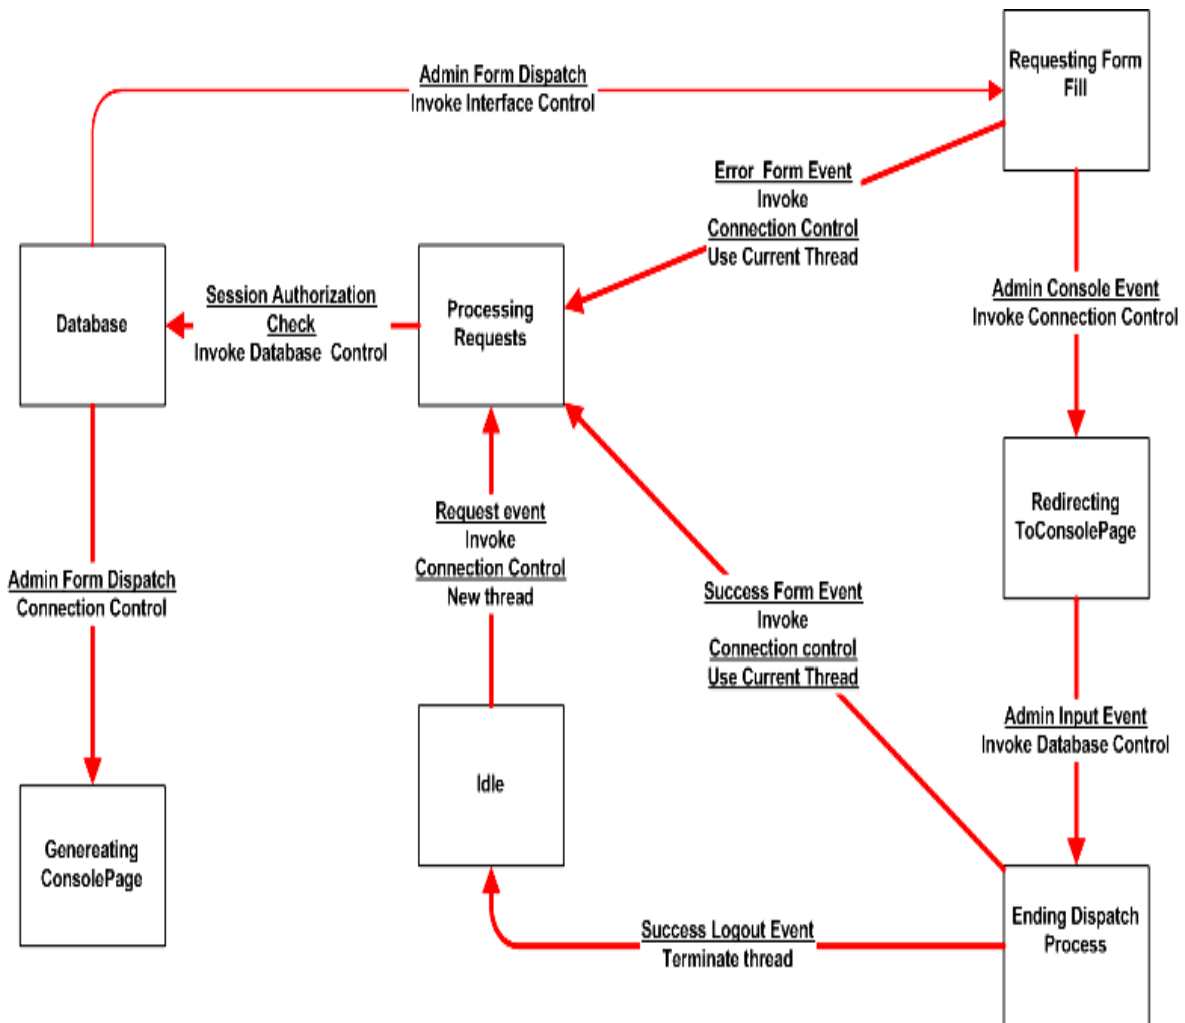 Admin Form Dispatch
Invoke Interface Control
Requesting Form
Fill
Error Form Event
Invoke
Connection Control
Use Current Thread
Database
Session Authorization
Check
Invoke Database Control
Processing
Requests
Admin Console Event
Invoke Connection Control
Admin Form Dispatch
Connection Control
Request event
Invoke
Connection Control
New thread
Redirecting
ToConsolePage
Success Form Event
Invoke
Connection control
Use Current Thread
Admin Input Event
Invoke Database Control
Idle
Genereating
ConsolePage
Success Logout Event
Terminate thread
Ending Dispatch
Process